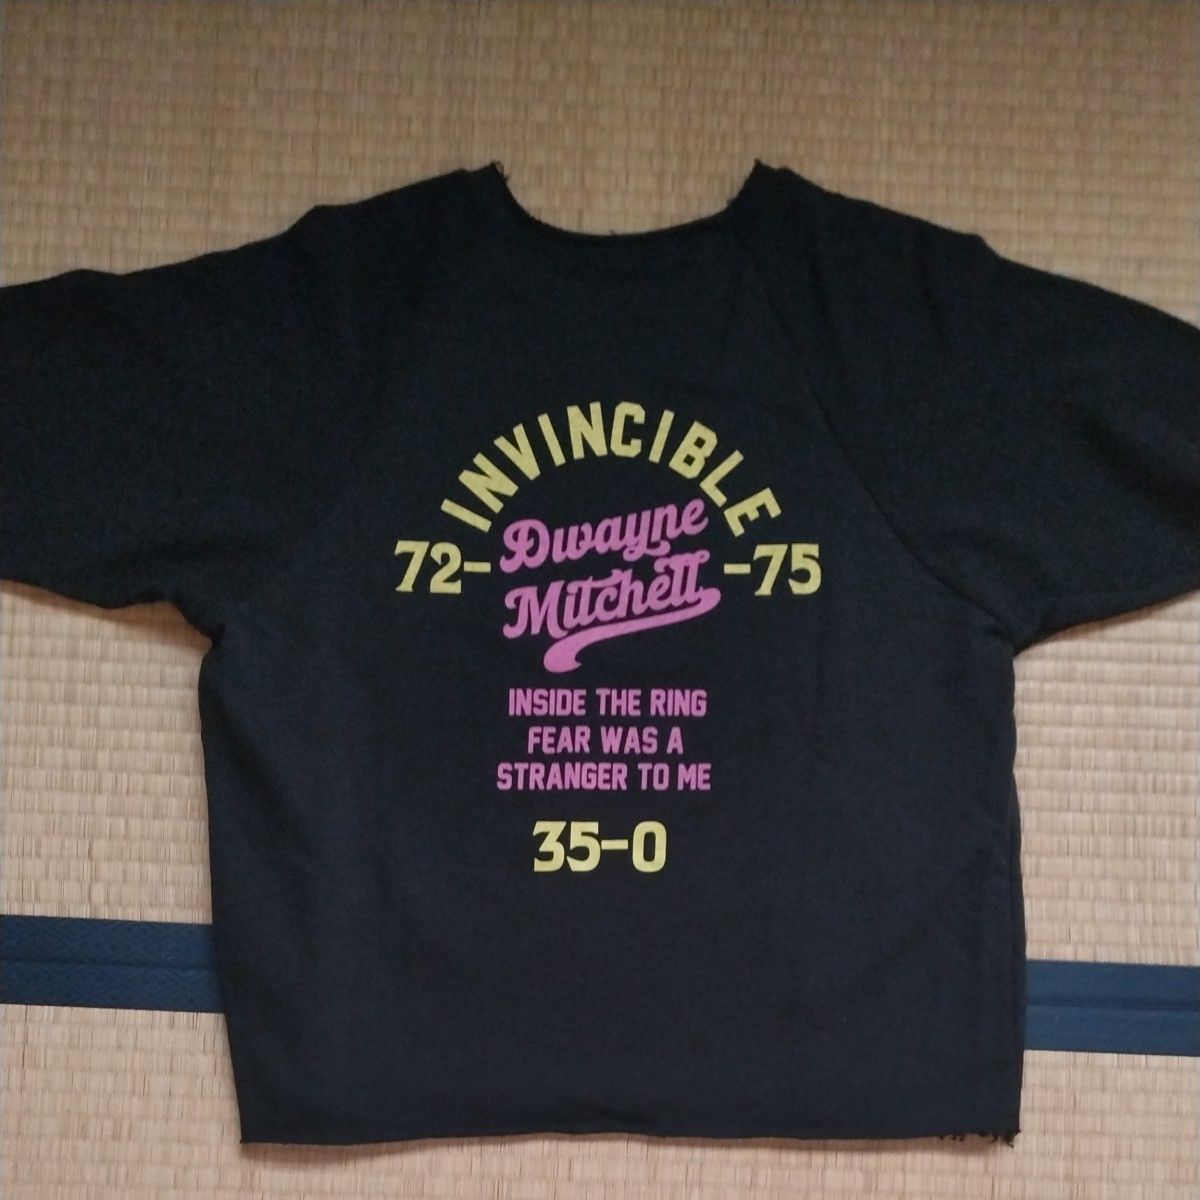 INVINCIBLE
72- Dwayne -75
Mitchell
INSIDE THE RING
FEAR WAS A
STRANGER TO ME
35-0